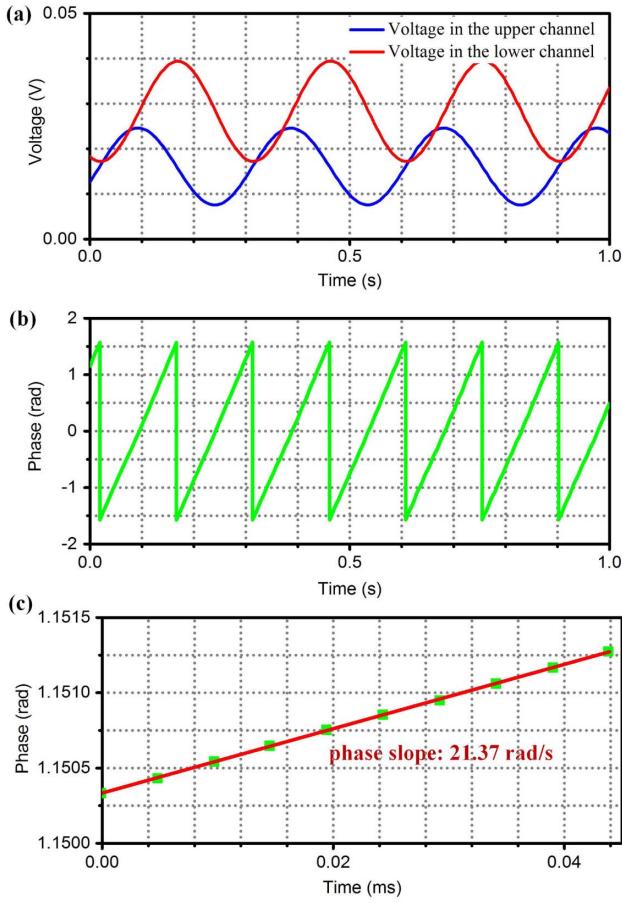 (a)
0.05
Voltage in the upper channel
Voltage in the lower channel
Voltage (V)
0.00
0.0
0.5
1.0
Time (s)
(b)
2
1
0
-1
-2
Phase (rad)
0.0
0.5
1.0
Time (s)
(c)
1.1515
1.1510
1.1505
1.1500
Phase (rad)
phase slope: 21.37 rad/s
0.00
0.02
0.04
Time (ms)